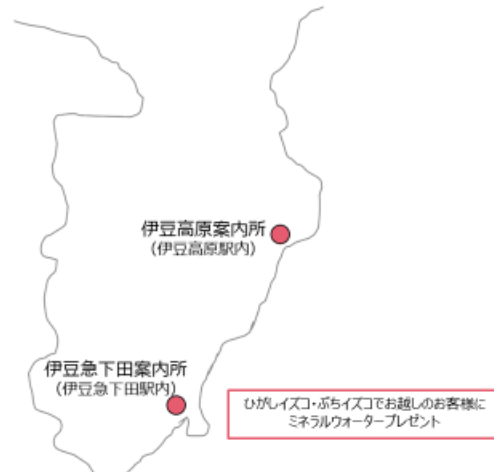 伊豆高原案内所
(伊豆高原駅内)
伊豆急下田案内所
(伊豆急下田駅内)
ひがしイズコ・ぷちイズコでお越しのお客様に
ミネラルウォータープレゼント